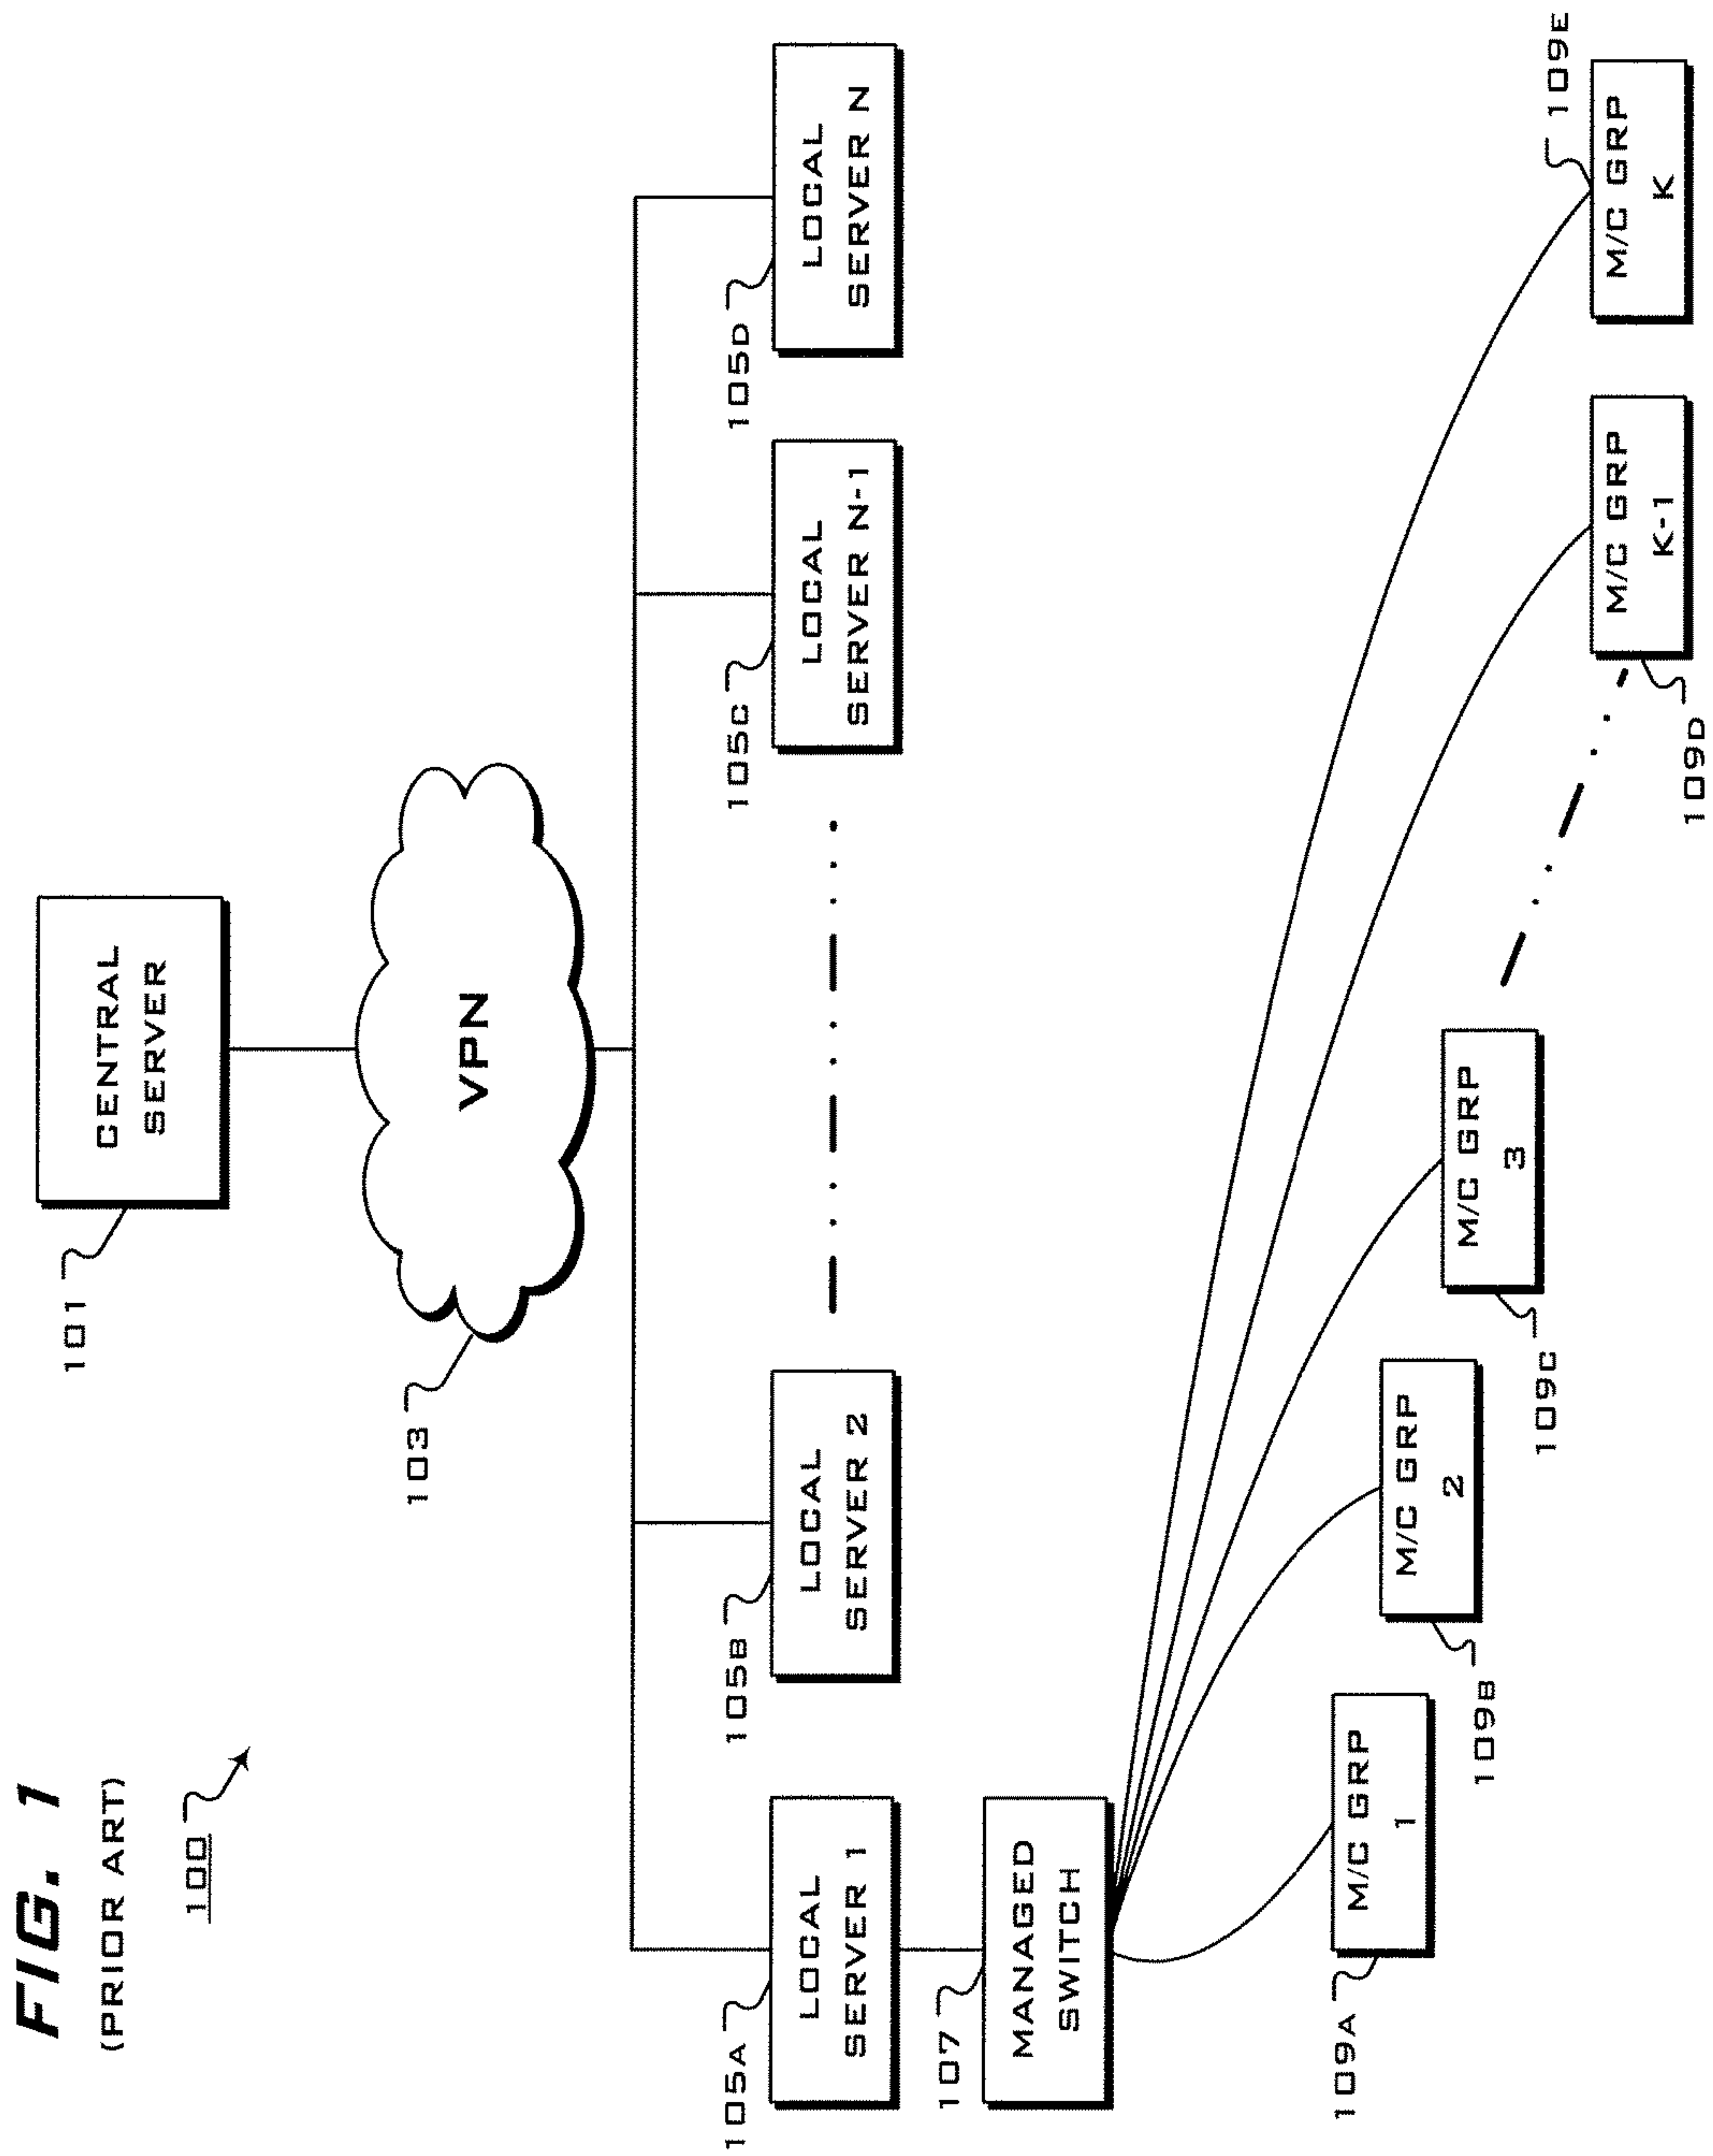 FIG. 1
(PRIOR ART)
100
CENTRAL
SERVER
101
VPN
103
LOCAL
SERVER 1
105A
LOCAL
SERVER 2
105B
LOCAL
SERVER N-1
105C
LOCAL
SERVER N
105D
MANAGED
SWITCH
107
M/C GRP
1
109A
M/C GRP
2
109B
M/C GRP
3
109C
M/C GRP
K-1
109D
M/C GRP
K
109E